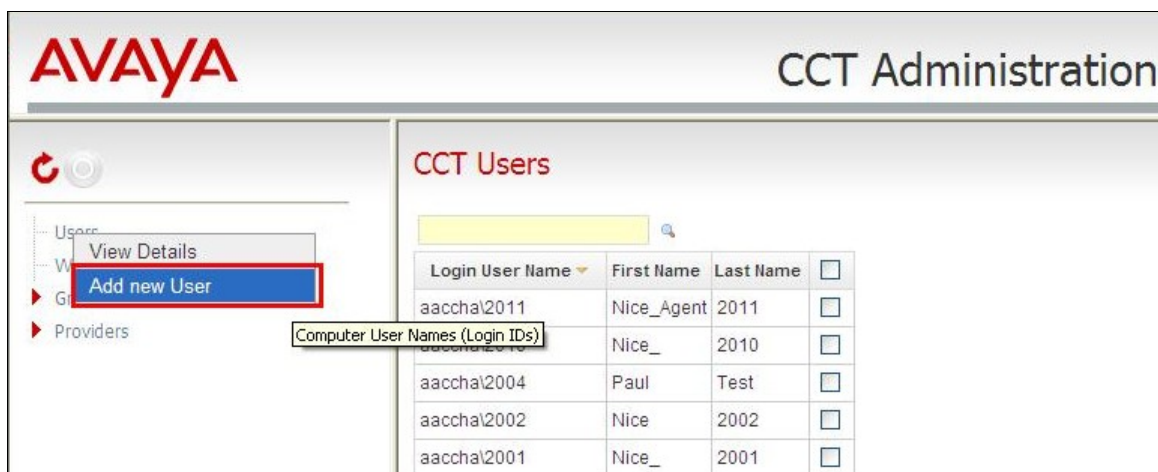 AVAYA
CCT Administration
CCT Users
Users
View Details
Add new User
Providers
Computer User Names (Login IDs)
Login User Name First Name Last Name
aaccha\2011 Nice_Agent 2011
Nice_ 2010
aaccha\2004 Paul Test
aaccha\2002 Nice 2002
aaccha\2001 Nice_ 2001